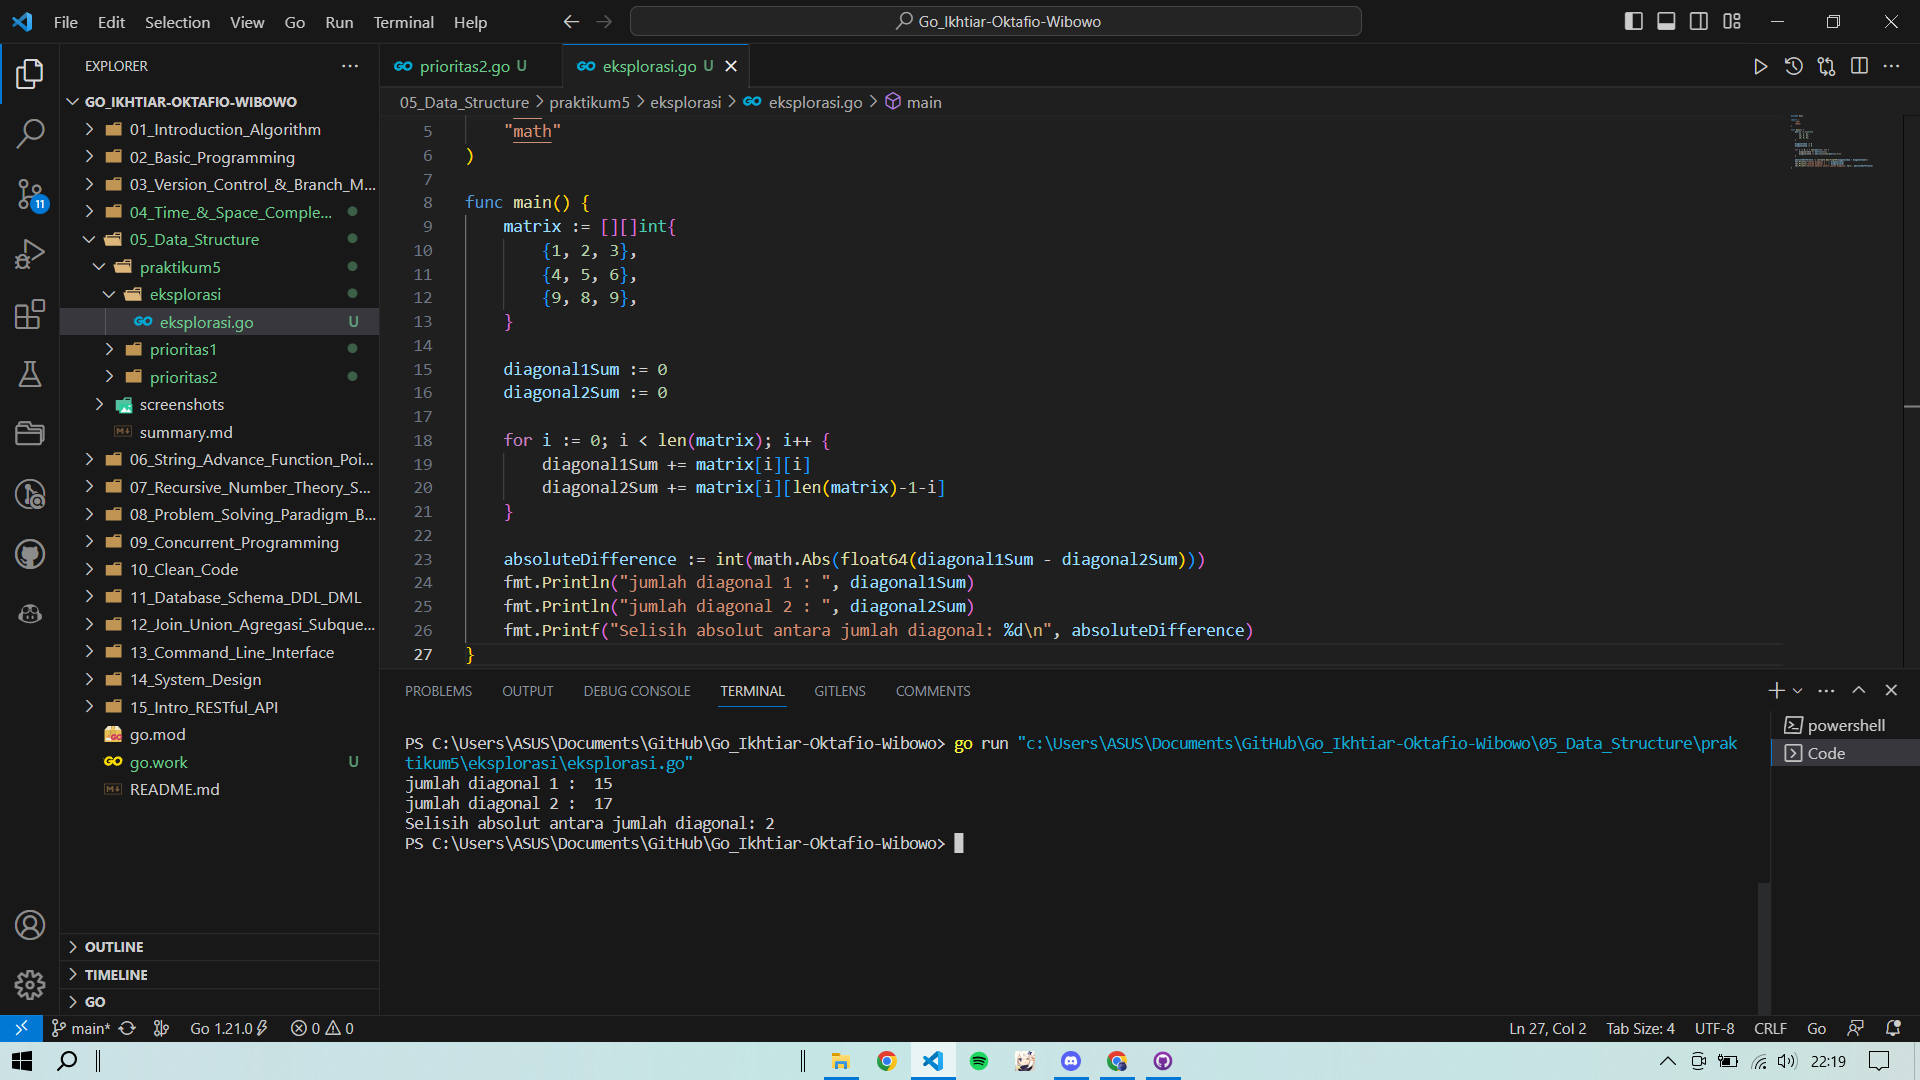 File Edit Selection View Go Run Terminal Help
Go_Ikhtiar-Oktafio-Wibowo
EXPLORER
GO_IKHTIAR-OKTAFIO-WIBOWO
01_Introduction_Algorithm
02_Basic_Programming
03_Version_Control_&_Branch_M...
04_Time_&_Space_Comple...
05_Data_Structure
praktikum5
eksplorasi
eksplorasi.go U
prioritas1
prioritas2
screenshots
summary.md
06_String_Advance_Function_Poi...
07_Recursive_Number_Theory_S...
08_Problem_Solving_Paradigm_B...
09_Concurrent_Programming
10_Clean_Code
11_Database_Schema_DDL_DML
12_Join_Union_Agregasi_Subque...
13_Command_Line_Interface
14_System_Design
15_Intro_RESTful_API
go.mod
go.work U
README.md
OUTLINE
TIMELINE
GO
11
prioritas2.go U
eksplorasi.go U
05_Data_Structure > praktikum5 > eksplorasi > eksplorasi.go > main
5 "math"
6 )
7
8 func main() {
9 matrix := [][]int{
10 {1, 2, 3},
11 {4, 5, 6},
12 {9, 8, 9},
13 }
14
15 diagonal1Sum := 0
16 diagonal2Sum := 0
17
18 for i := 0; i < len(matrix); i++ {
19 diagonal1Sum += matrix[i][i]
20 diagonal2Sum += matrix[i][len(matrix)-1-i]
21 }
22
23 absoluteDifference := int(math.Abs(float64(diagonal1Sum - diagonal2Sum)))
24 fmt.Println("jumlah diagonal 1 : ", diagonal1Sum)
25 fmt.Println("jumlah diagonal 2 : ", diagonal2Sum)
26 fmt.Printf("Selisih absolut antara jumlah diagonal: %d\n", absoluteDifference)
27 }
PROBLEMS OUTPUT DEBUG CONSOLE TERMINAL GITLENS COMMENTS
PS C:\Users\ASUS\Documents\GitHub\Go_Ikhtiar-Oktafio-Wibowo> go run "c:\Users\ASUS\Documents\GitHub\Go_Ikhtiar-Oktafio-Wibowo\05_Data_Structure\prak
tikum5\eksplorasi\eksplorasi.go"
jumlah diagonal 1 :  15
jumlah diagonal 2 :  17
Selisih absolut antara jumlah diagonal: 2
PS C:\Users\ASUS\Documents\GitHub\Go_Ikhtiar-Oktafio-Wibowo>
powershell
Code
main* Go 1.21.0 0 0
Ln 27, Col 2 Tab Size: 4 UTF-8 CRLF Go
22:19